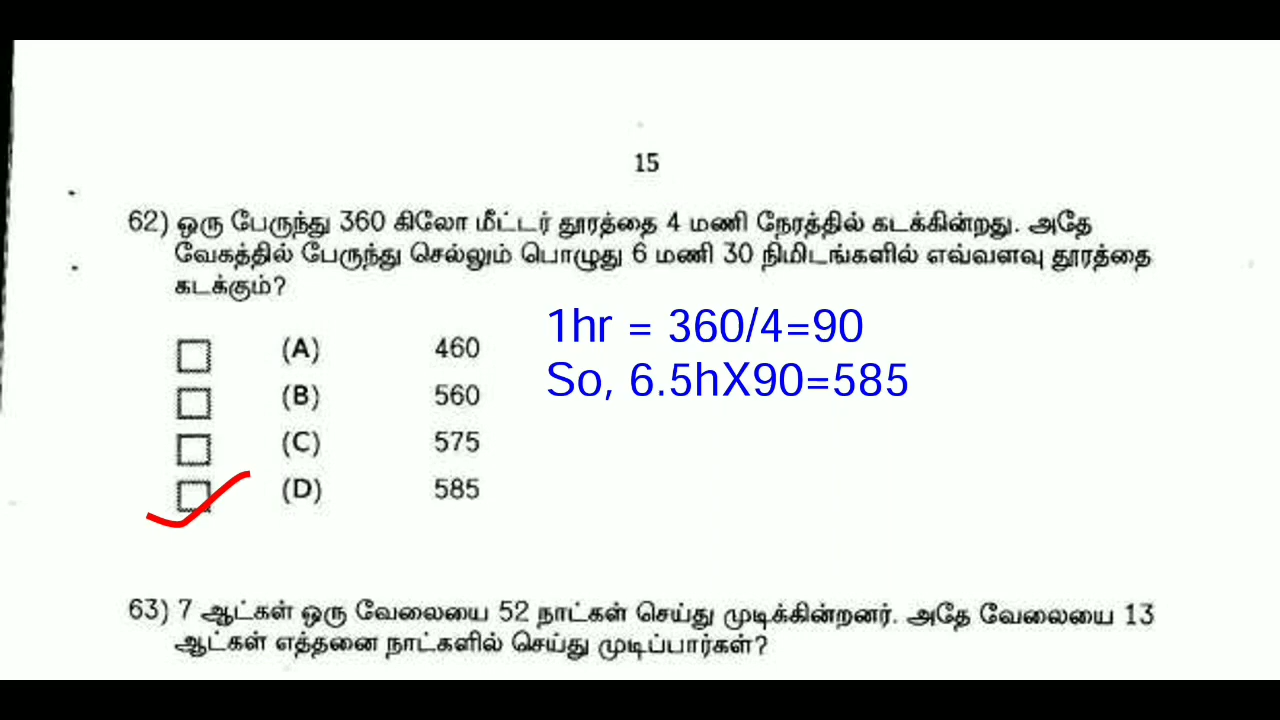 15
62) ஒரு பேருந்து 360 கிலோ மீட்டர் தூரத்தை 4 மணி நேரத்தில் கடக்கின்றது. அதே
வேகத்தில் பேருந்து செல்லும் பொழுது 6 மணி 30 நிமிடங்களில் எவ்வளவு தூரத்தை
கடக்கும்?
1hr = 360/4=90
(A) 460
So, 6.5hX90=585
(B) 560
(C) 575
(D) 585
63) 7 ஆட்கள் ஒரு வேலையை 52 நாட்கள் செய்து முடிக்கின்றனர். அதே வேலையை 13
ஆட்கள் எத்தனை நாட்களில் செய்து முடிப்பார்கள்?